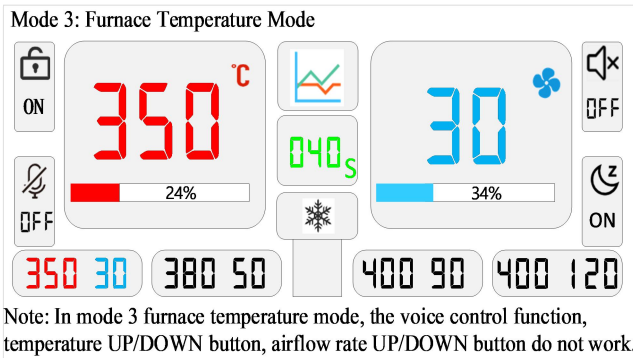 Mode 3: Furnace Temperature Mode
ON
350 °C
24%
040 S
30
34%
OFF
OFF
Z
ON
350 30
380 50
400 90
400 120
Note: In mode 3 furnace temperature mode, the voice control function,
temperature UP/DOWN button, airflow rate UP/DOWN button do not work.